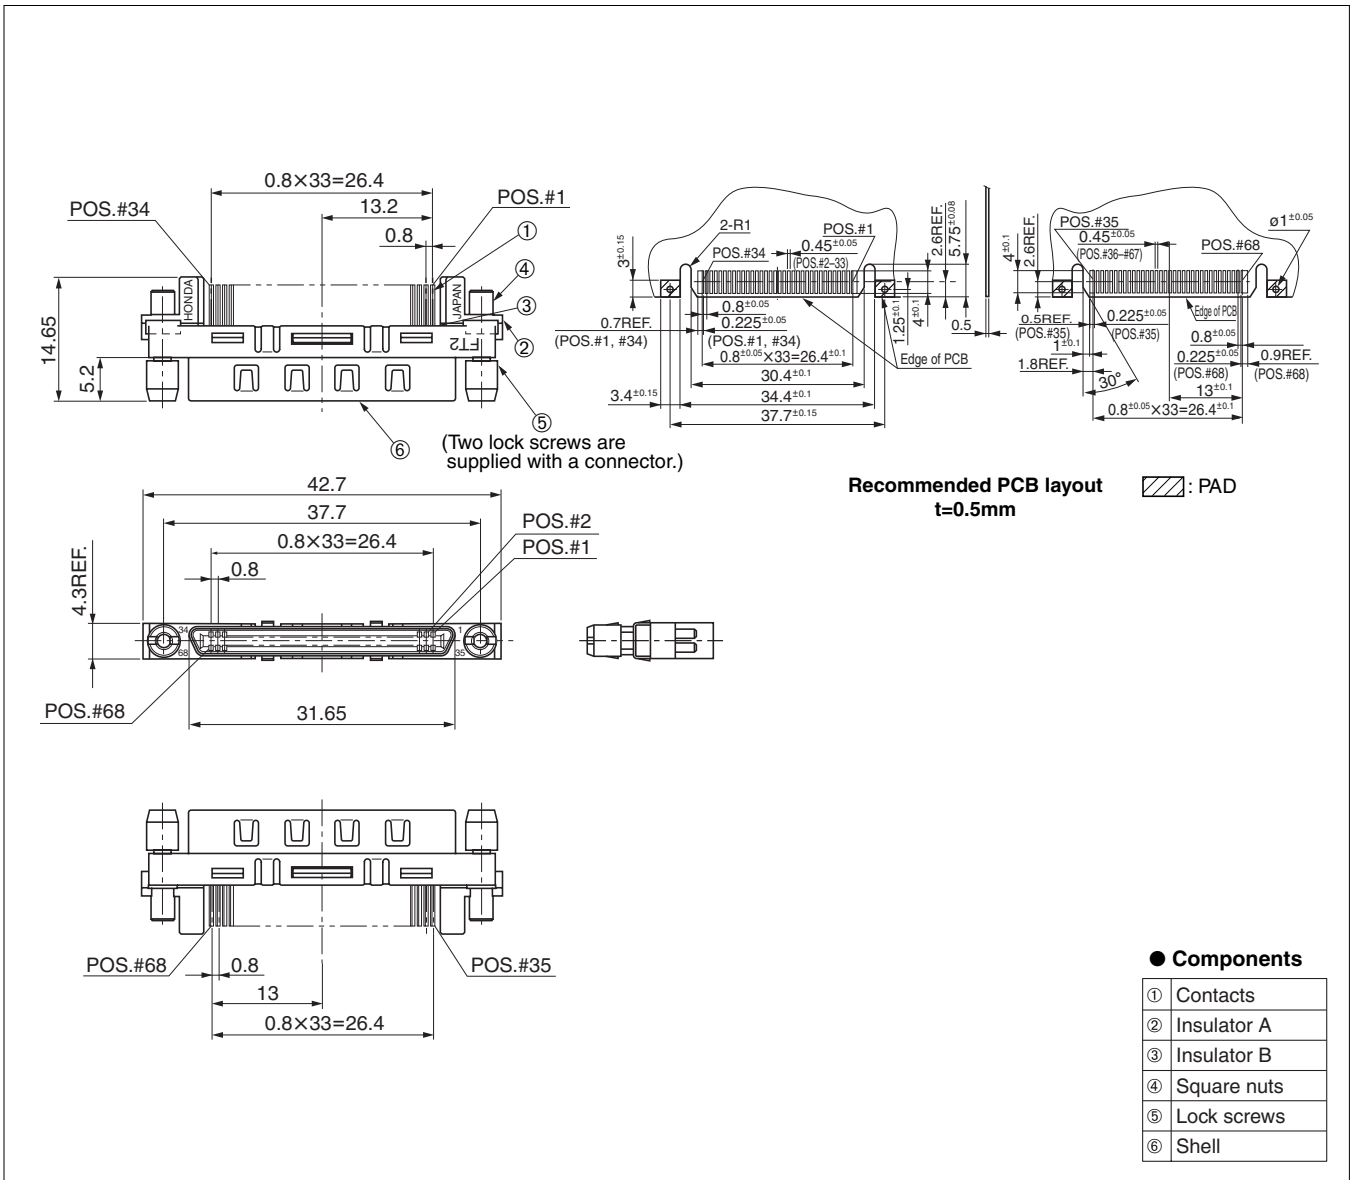 0.8×33=26.4
13.2
0.8
POS.#34
POS.#1
①
④
③
②
⑤
⑥
HONDA
JAPAN
FT2
14.65
5.2
(Two lock screws are
supplied with a connector.)
2-R1
POS.#34
POS.#1
0.45±0.05
(POS.#2–33)
3±0.15
2.6REF.
5.75±0.08
0.8±0.05
0.7REF.
(POS.#1, #34)
0.225±0.05
(POS.#1, #34)
0.8±0.05×33=26.4±0.1
30.4±0.1
3.4±0.15
34.4±0.1
37.7±0.15
1.25±0.1
4±0.1
Edge of PCB
0.5
POS.#35
0.45±0.05
(POS.#36–#67)
POS.#68
ø1±0.05
4±0.1
2.6REF.
Edge of PCB
0.5REF.
(POS.#35)
0.225±0.05
(POS.#35)
1±0.1
1.8REF.
30°
0.8±0.05
0.225±0.05
(POS.#68)
0.9REF.
(POS.#68)
13±0.1
0.8±0.05×33=26.4±0.1
Recommended PCB layout
t=0.5mm
: PAD
42.7
37.7
0.8×33=26.4
0.8
POS.#2
POS.#1
4.3REF.
34
1
68
35
POS.#68
31.65
POS.#68
0.8
POS.#35
13
0.8×33=26.4
● Components
① Contacts
② Insulator A
③ Insulator B
④ Square nuts
⑤ Lock screws
⑥ Shell